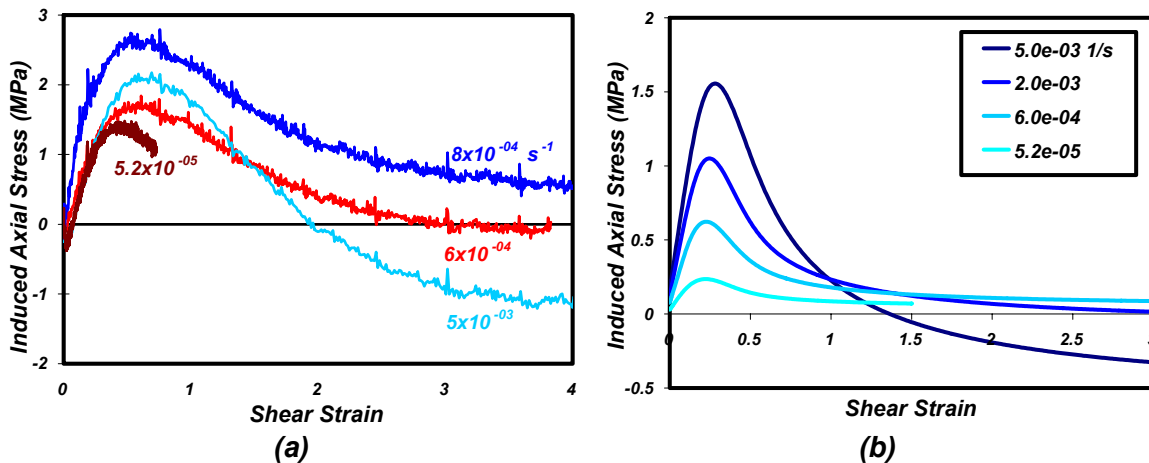 Induced Axial Stress (MPa)
3
2
1
0
-1
-2
5.2x10⁻⁰⁵
8x10⁻⁰⁴ s⁻¹
6x10⁻⁰⁴
5x10⁻⁰³
0 1 2 3 4
Shear Strain
(a)
Induced Axial Stress (MPa)
2
1.5
1
0.5
0
-0.5
5.0e-03 1/s
2.0e-03
6.0e-04
5.2e-05
0 0.5 1 1.5 2 2.5
Shear Strain
(b)